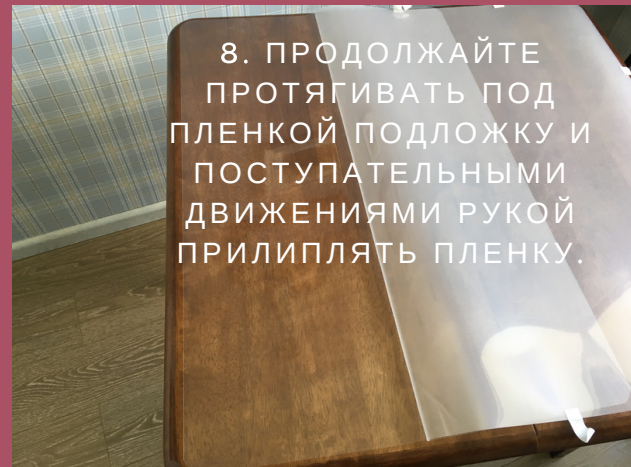 8. ПРОДОЛЖАЙТЕ
ПРОТЯГИВАТЬ ПОД
ПЛЕНКОЙ ПОДЛОЖКУ И
ПОСТУПАТЕЛЬНЫМИ
ДВИЖЕНИЯМИ РУКОЙ
ПРИЛИПЛЯТЬ ПЛЕНКУ.